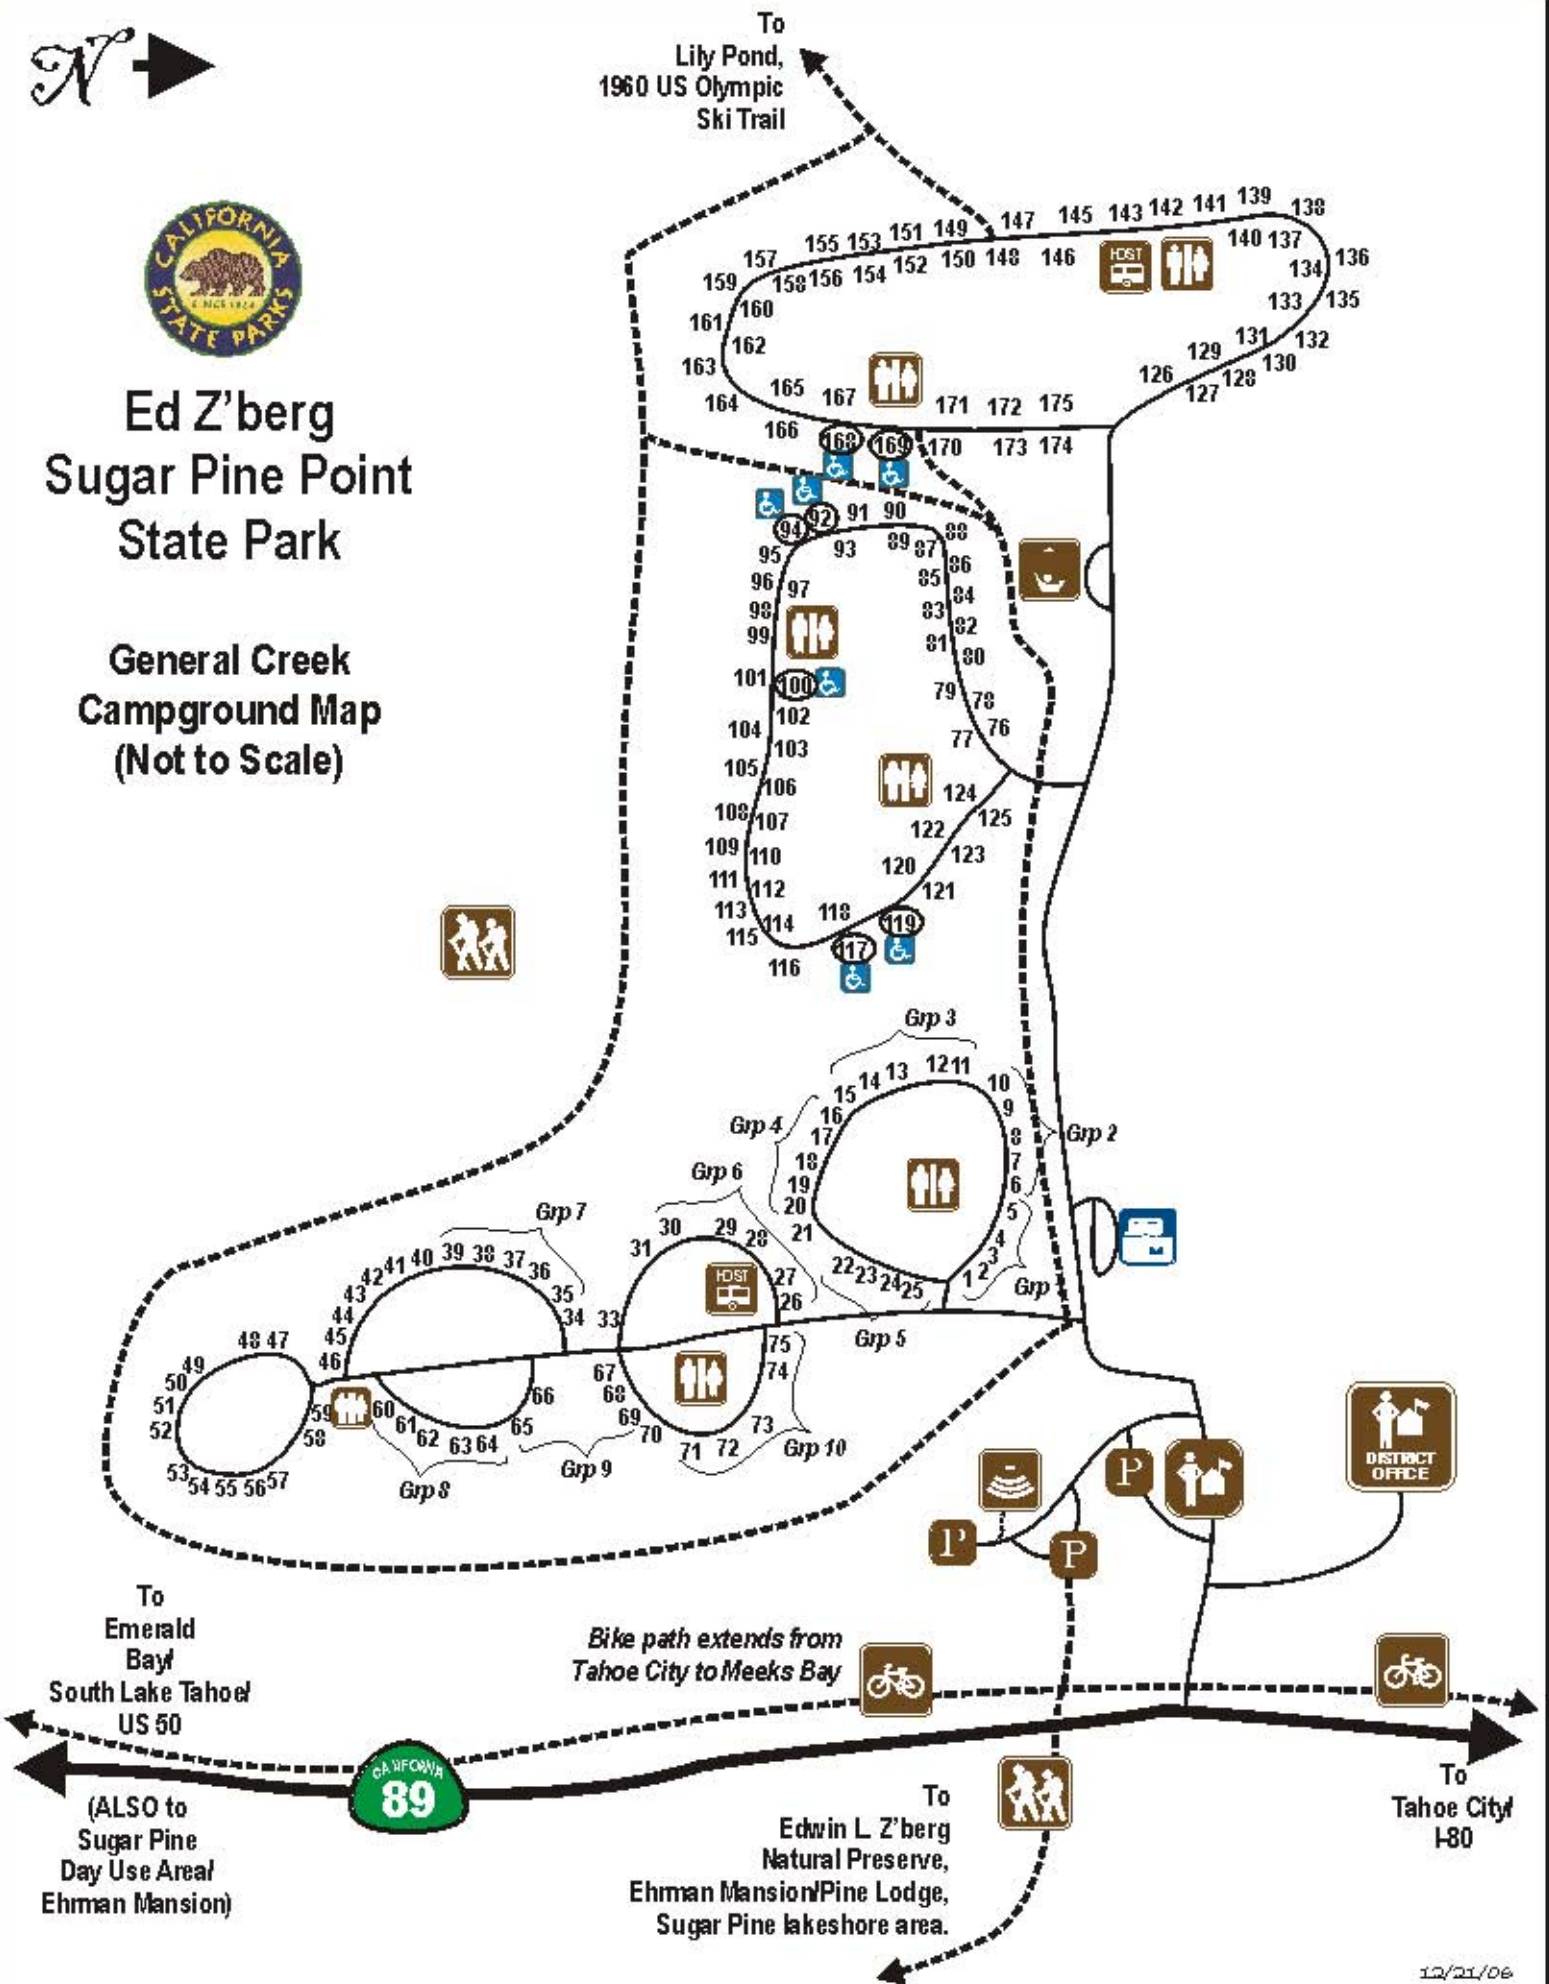 N
To
Lily Pond,
1960 US Olympic
Ski Trail
CALIFORNIA
SINCE 1864
STATE PARKS
Ed Z'berg
Sugar Pine Point
State Park
General Creek
Campground Map
(Not to Scale)
139
147 145 143 142 141 138
155 153 151 149 140 137
157 158 156 154 152 150 148 146 HOST 134 136
159 160 133 135
161 162 131 132
163 165 167 129 130
164 171 172 175 126 127 128
166 168 169 170 173 174
94 92 91 90 88
95 93 89 87 86
96 97 85 84
98 83 82
99 81 80
101 100 79 78
104 102 77 76
103
105 106 124
108 107 122 125
109 110 120 123
111 112 121
113 114 118 119
115 117
116
Grp 3
12 11
15 14 13 10
Grp 4 16 9
17 8 Grp 2
18 7
19 6
20 5
21 4
22 23 24 25 1 2 3 Grp
Grp 6
Grp 7 30 29 28
31 27
HOST 26
42 41 40 39 38 37 36
43 35
44 34 33
45
46
Grp 5
48 47 75
49 67 74
50 68
51 66 69 73
52 59 60 61 62 63 64 65 70 71 72 Grp 10
58
53 54 55 56 57
Grp 8
Grp 9
P
P
P
DISTRICT
OFFICE
To
Emerald
Bay/
South Lake Tahoe/
US 50
Bike path extends from
Tahoe City to Meeks Bay
CALIFORNIA
89
(ALSO to
Sugar Pine
Day Use Area/
Ehrman Mansion)
To
Edwin L. Z'berg
Natural Preserve,
Ehrman Mansion/Pine Lodge,
Sugar Pine lakeshore area.
To
Tahoe City/
I-80
12/21/06